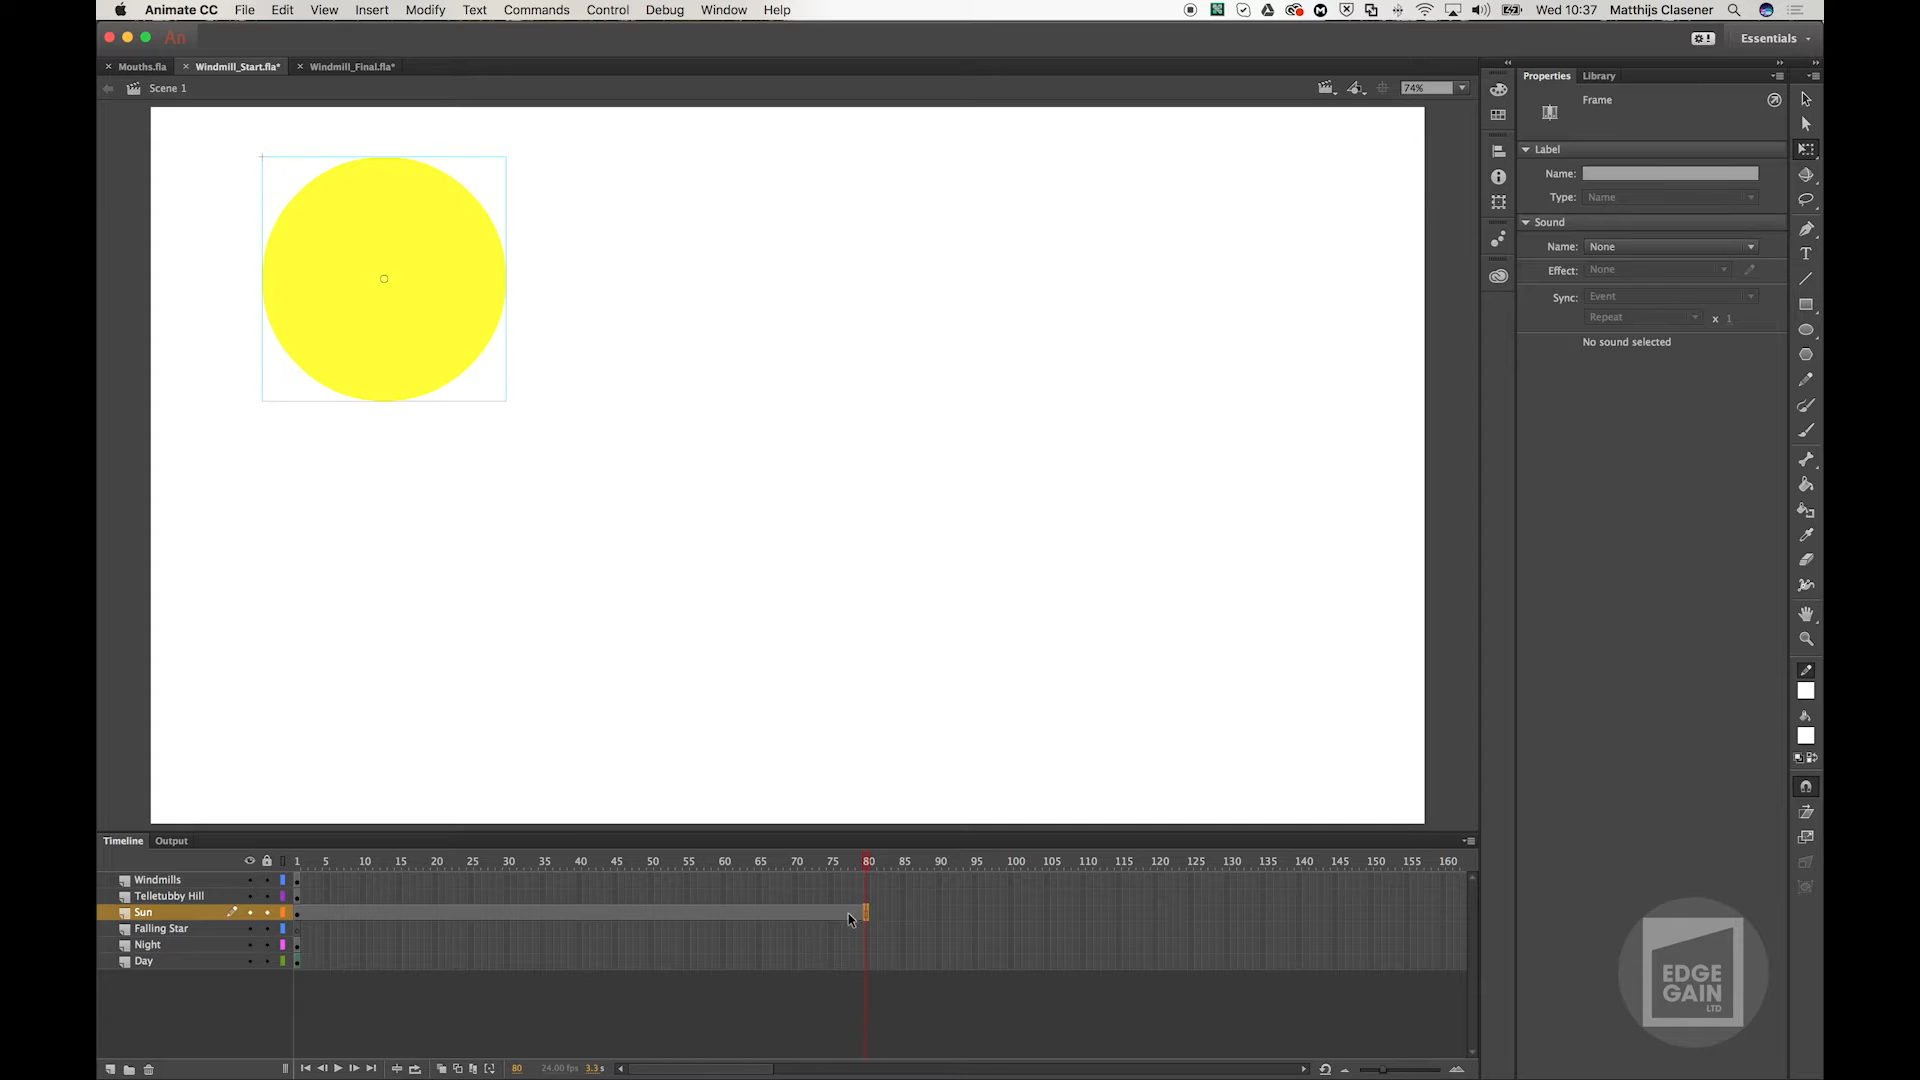 Animate CC File Edit View Insert Modify Text Commands Control Debug Window Help Wed 10:37 Matthijs Clasener
An Essentials
Mouths.fla Windmill_Start.fla* Windmill_Final.fla* Properties Library
Scene 1 74%
Frame
Label
Name:
Type: Name
Sound
Name: None
Effect: None
Sync: Event
Repeat x 1
No sound selected
Timeline Output
1 5 10 15 20 25 30 35 40 45 50 55 60 65 70 75 80 85 90 95 100 105 110 115 120 125 130 135 140 145 150 155 160
Windmills
Telletubby Hill
Sun
Falling Star
Night
Day
80 24.00 fps 3.3 s
EDGE
GAIN
LTD